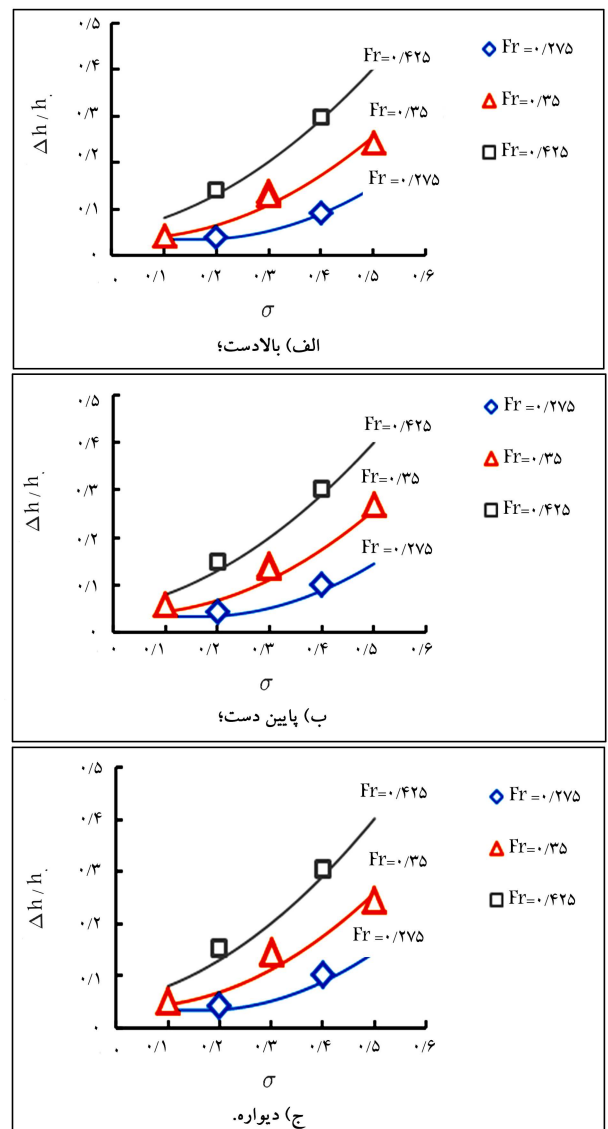 ۰/۵
۰/۴
۰/۳
۰/۲
۰/۱
۰
Δh/h۰
Fr=۰/۴۲۵
Fr=۰/۳۵
Fr=۰/۲۷۵
Fr=۰/۲۷۵
Fr=۰/۳۵
Fr=۰/۴۲۵
۰ ۰/۱ ۰/۲ ۰/۳ ۰/۴ ۰/۵ ۰/۶
σ
الف) بالادست؛
۰/۵
۰/۴
۰/۳
۰/۲
۰/۱
۰
Δh/h۰
Fr=۰/۴۲۵
Fr=۰/۳۵
Fr=۰/۲۷۵
Fr =۰/۲۷۵
Fr=۰/۳۵
Fr=۰/۴۲۵
۰ ۰/۱ ۰/۲ ۰/۳ ۰/۴ ۰/۵ ۰/۶
σ
ب) پایین دست؛
۰/۵
۰/۴
۰/۳
۰/۲
۰/۱
۰
Δh/h۰
Fr=۰/۴۲۵
Fr=۰/۳۵
Fr=۰/۲۷۵
Fr =۰/۲۷۵
Fr=۰/۳۵
Fr=۰/۴۲۵
۰ ۰/۱ ۰/۲ ۰/۳ ۰/۴ ۰/۵ ۰/۶
σ
ج) دیواره.